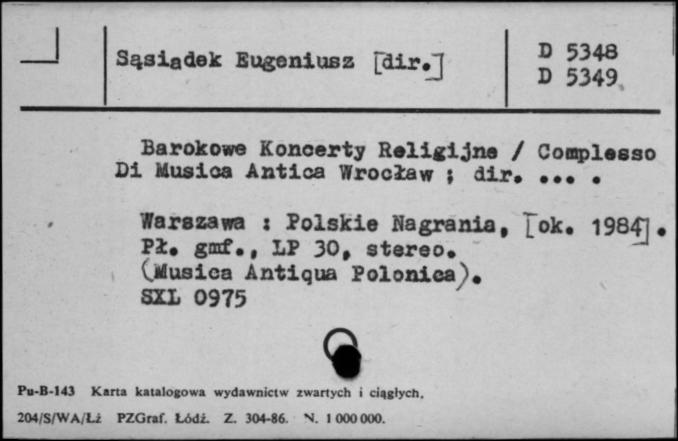 Sąsiadek Eugeniusz [dir.]
D 5348
D 5349
Barokowe Koncerty Religijne / Complesso
Di Musica Antica Wrocław ; dir. ... .
Warszawa : Polskie Nagrania, [ok. 1984].
Pł. gmf., LP 30, stereo.
(Musica Antiqua Polonica).
SXL 0975
Pu-B-143 Karta katalogowa wydawnictw zwartych i ciągłych.
204/S/WA/Łż PZGraf. Łódź. Z. 304-86. N. 1 000 000.